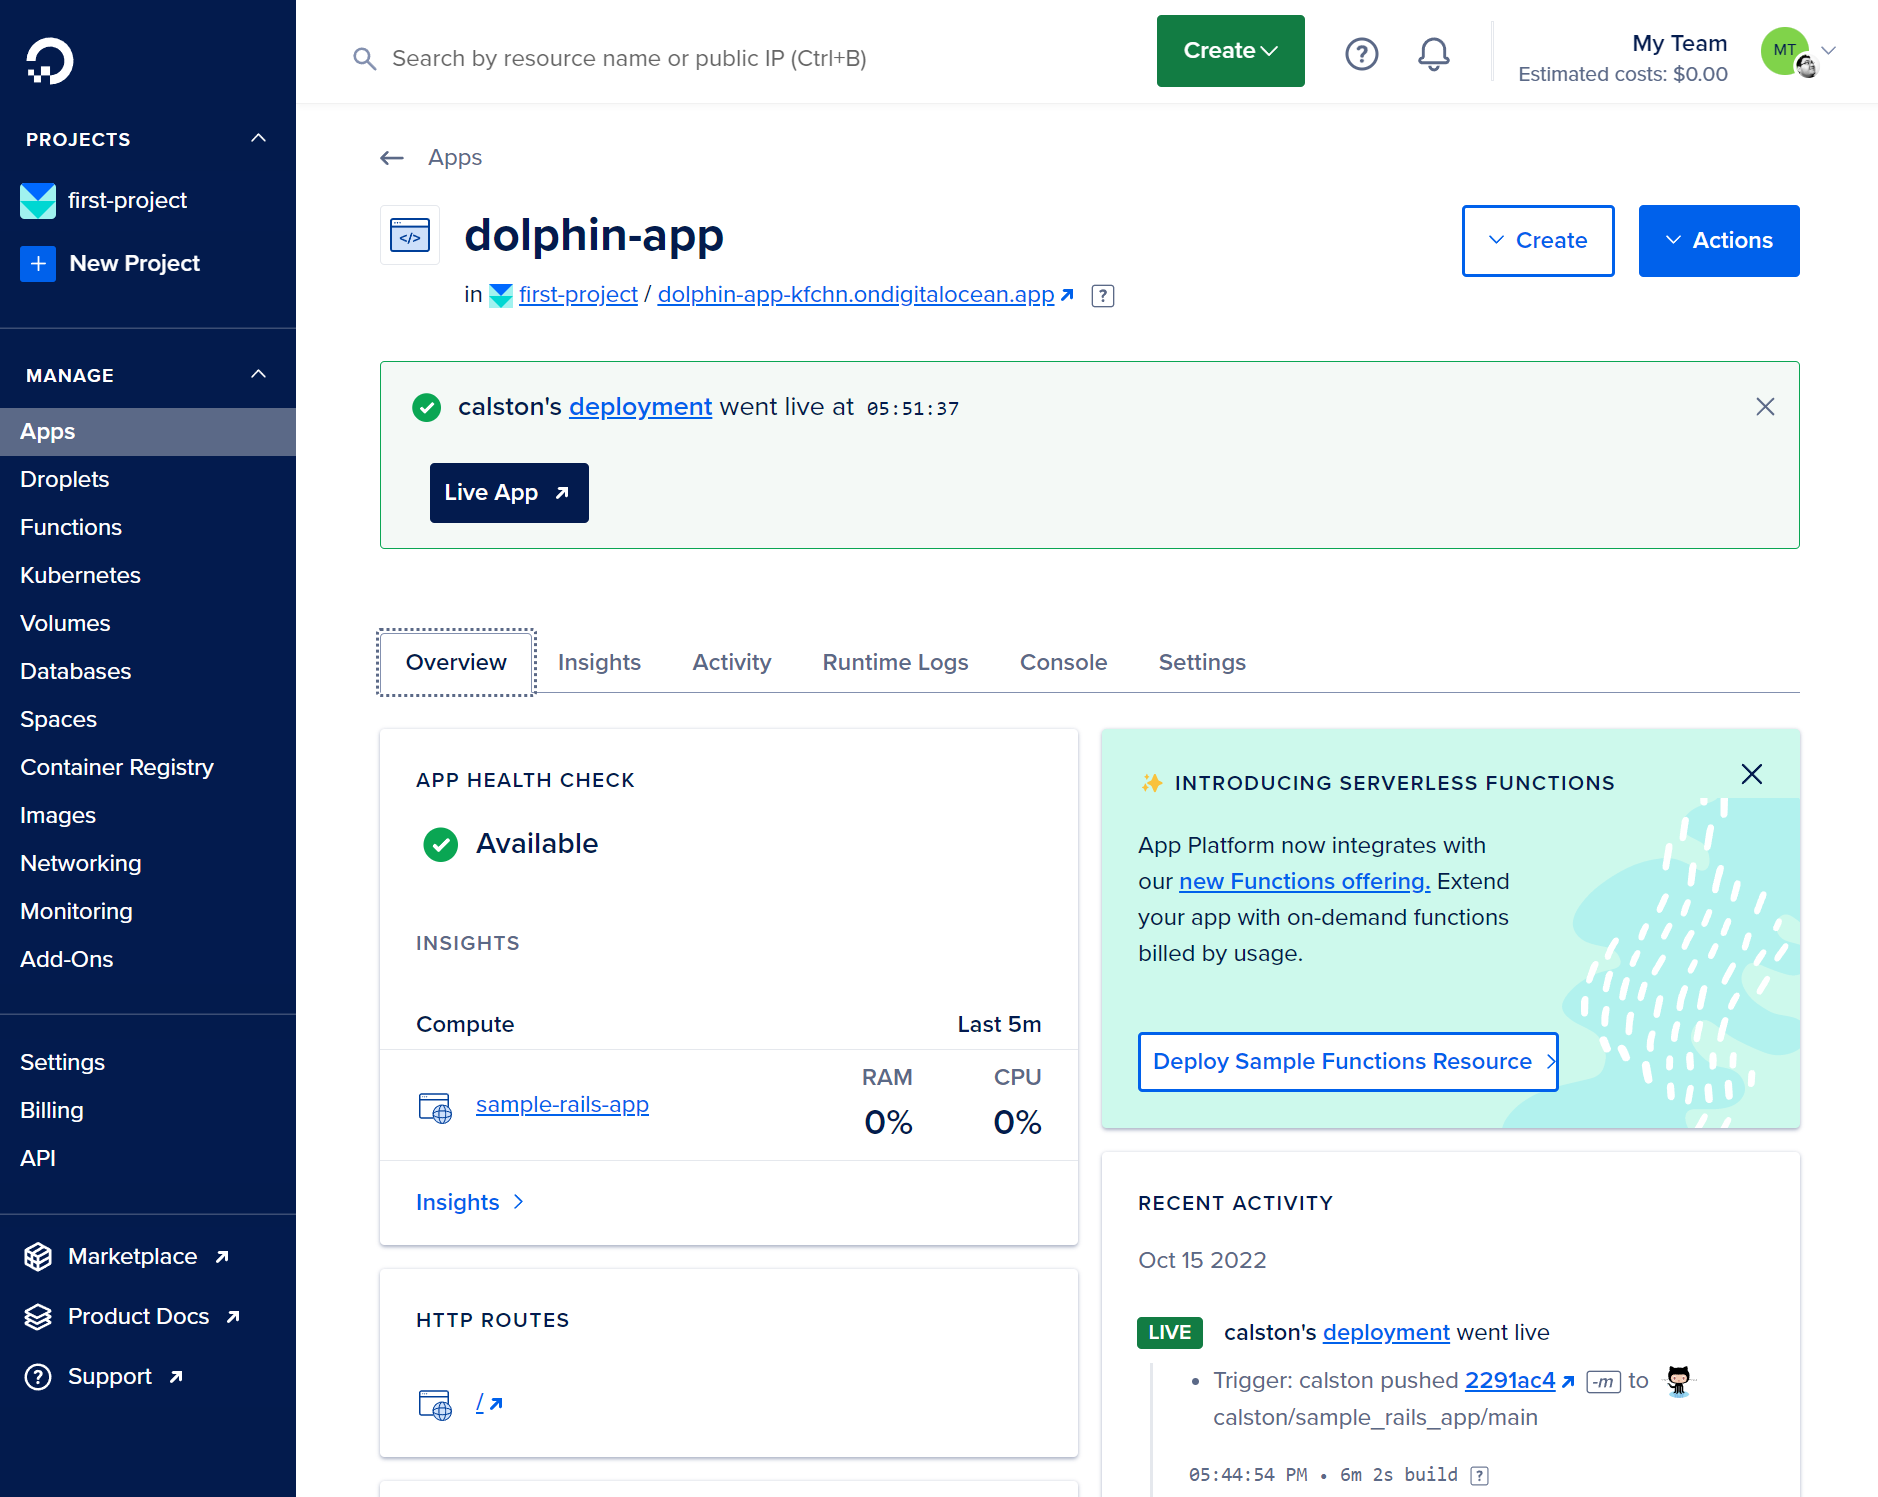 PROJECTS
first-project
New Project
MANAGE
Apps
Droplets
Functions
Kubernetes
Volumes
Databases
Spaces
Container Registry
Images
Networking
Monitoring
Add-Ons
Settings
Billing
API
Marketplace
Product Docs
Support
Search by resource name or public IP (Ctrl+B)
Create
My Team
Estimated costs: $0.00
MT
Apps
dolphin-app
in first-project / dolphin-app-kfchn.ondigitalocean.app
Create
Actions
calston's deployment went live at 05:51:37
Live App
Overview
Insights
Activity
Runtime Logs
Console
Settings
APP HEALTH CHECK
Available
INSIGHTS
Compute
Last 5m
sample-rails-app
RAM
0%
CPU
0%
Insights
HTTP ROUTES
/
INTRODUCING SERVERLESS FUNCTIONS
App Platform now integrates with
our new Functions offering. Extend
your app with on-demand functions
billed by usage.
Deploy Sample Functions Resource
RECENT ACTIVITY
Oct 15 2022
LIVE
calston's deployment went live
Trigger: calston pushed 2291ac4 -m to
calston/sample_rails_app/main
05:44:54 PM • 6m 2s build